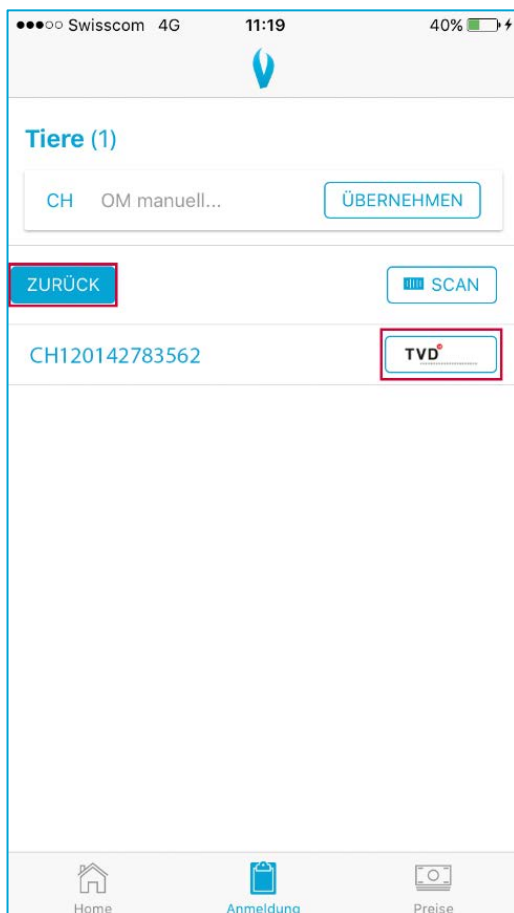 Swisscom 4G 11:19 40%
Tiere (1)
CH OM manuell... ÜBERNEHMEN
ZURÜCK SCAN
CH120142783562 TVD
Home Anmeldung Preise